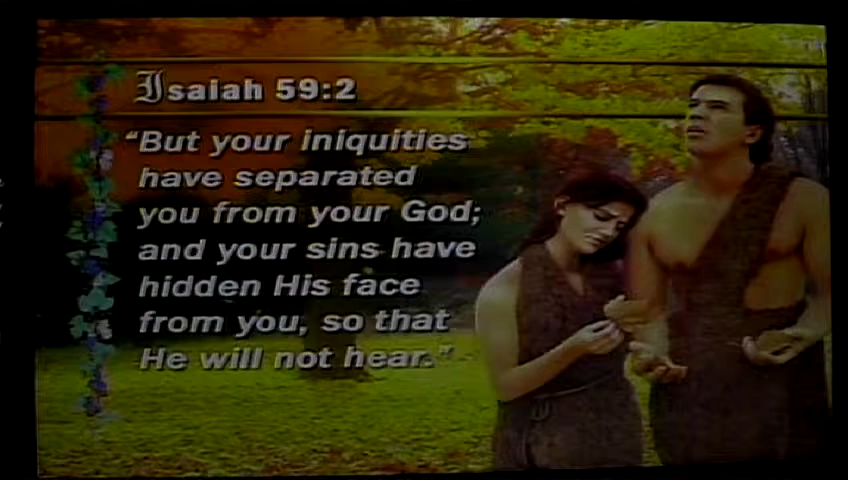 Isaiah 59:2
“But your iniquities
have separated
you from your God;
and your sins have
hidden His face
from you, so that
He will not hear.”